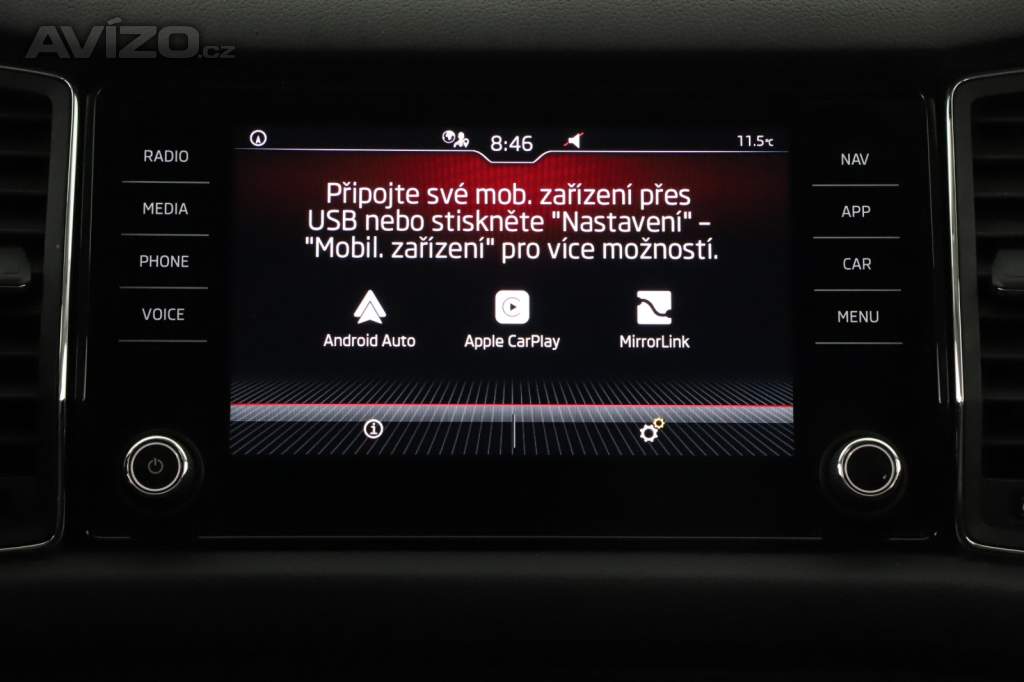 AVÍZO.cz
8:46
11.5°C
RADIO
MEDIA
PHONE
VOICE
Připojte své mob. zařízení přes
USB nebo stiskněte "Nastavení" –
"Mobil. zařízení" pro více možností.
Android Auto
Apple CarPlay
MirrorLink
NAV
APP
CAR
MENU